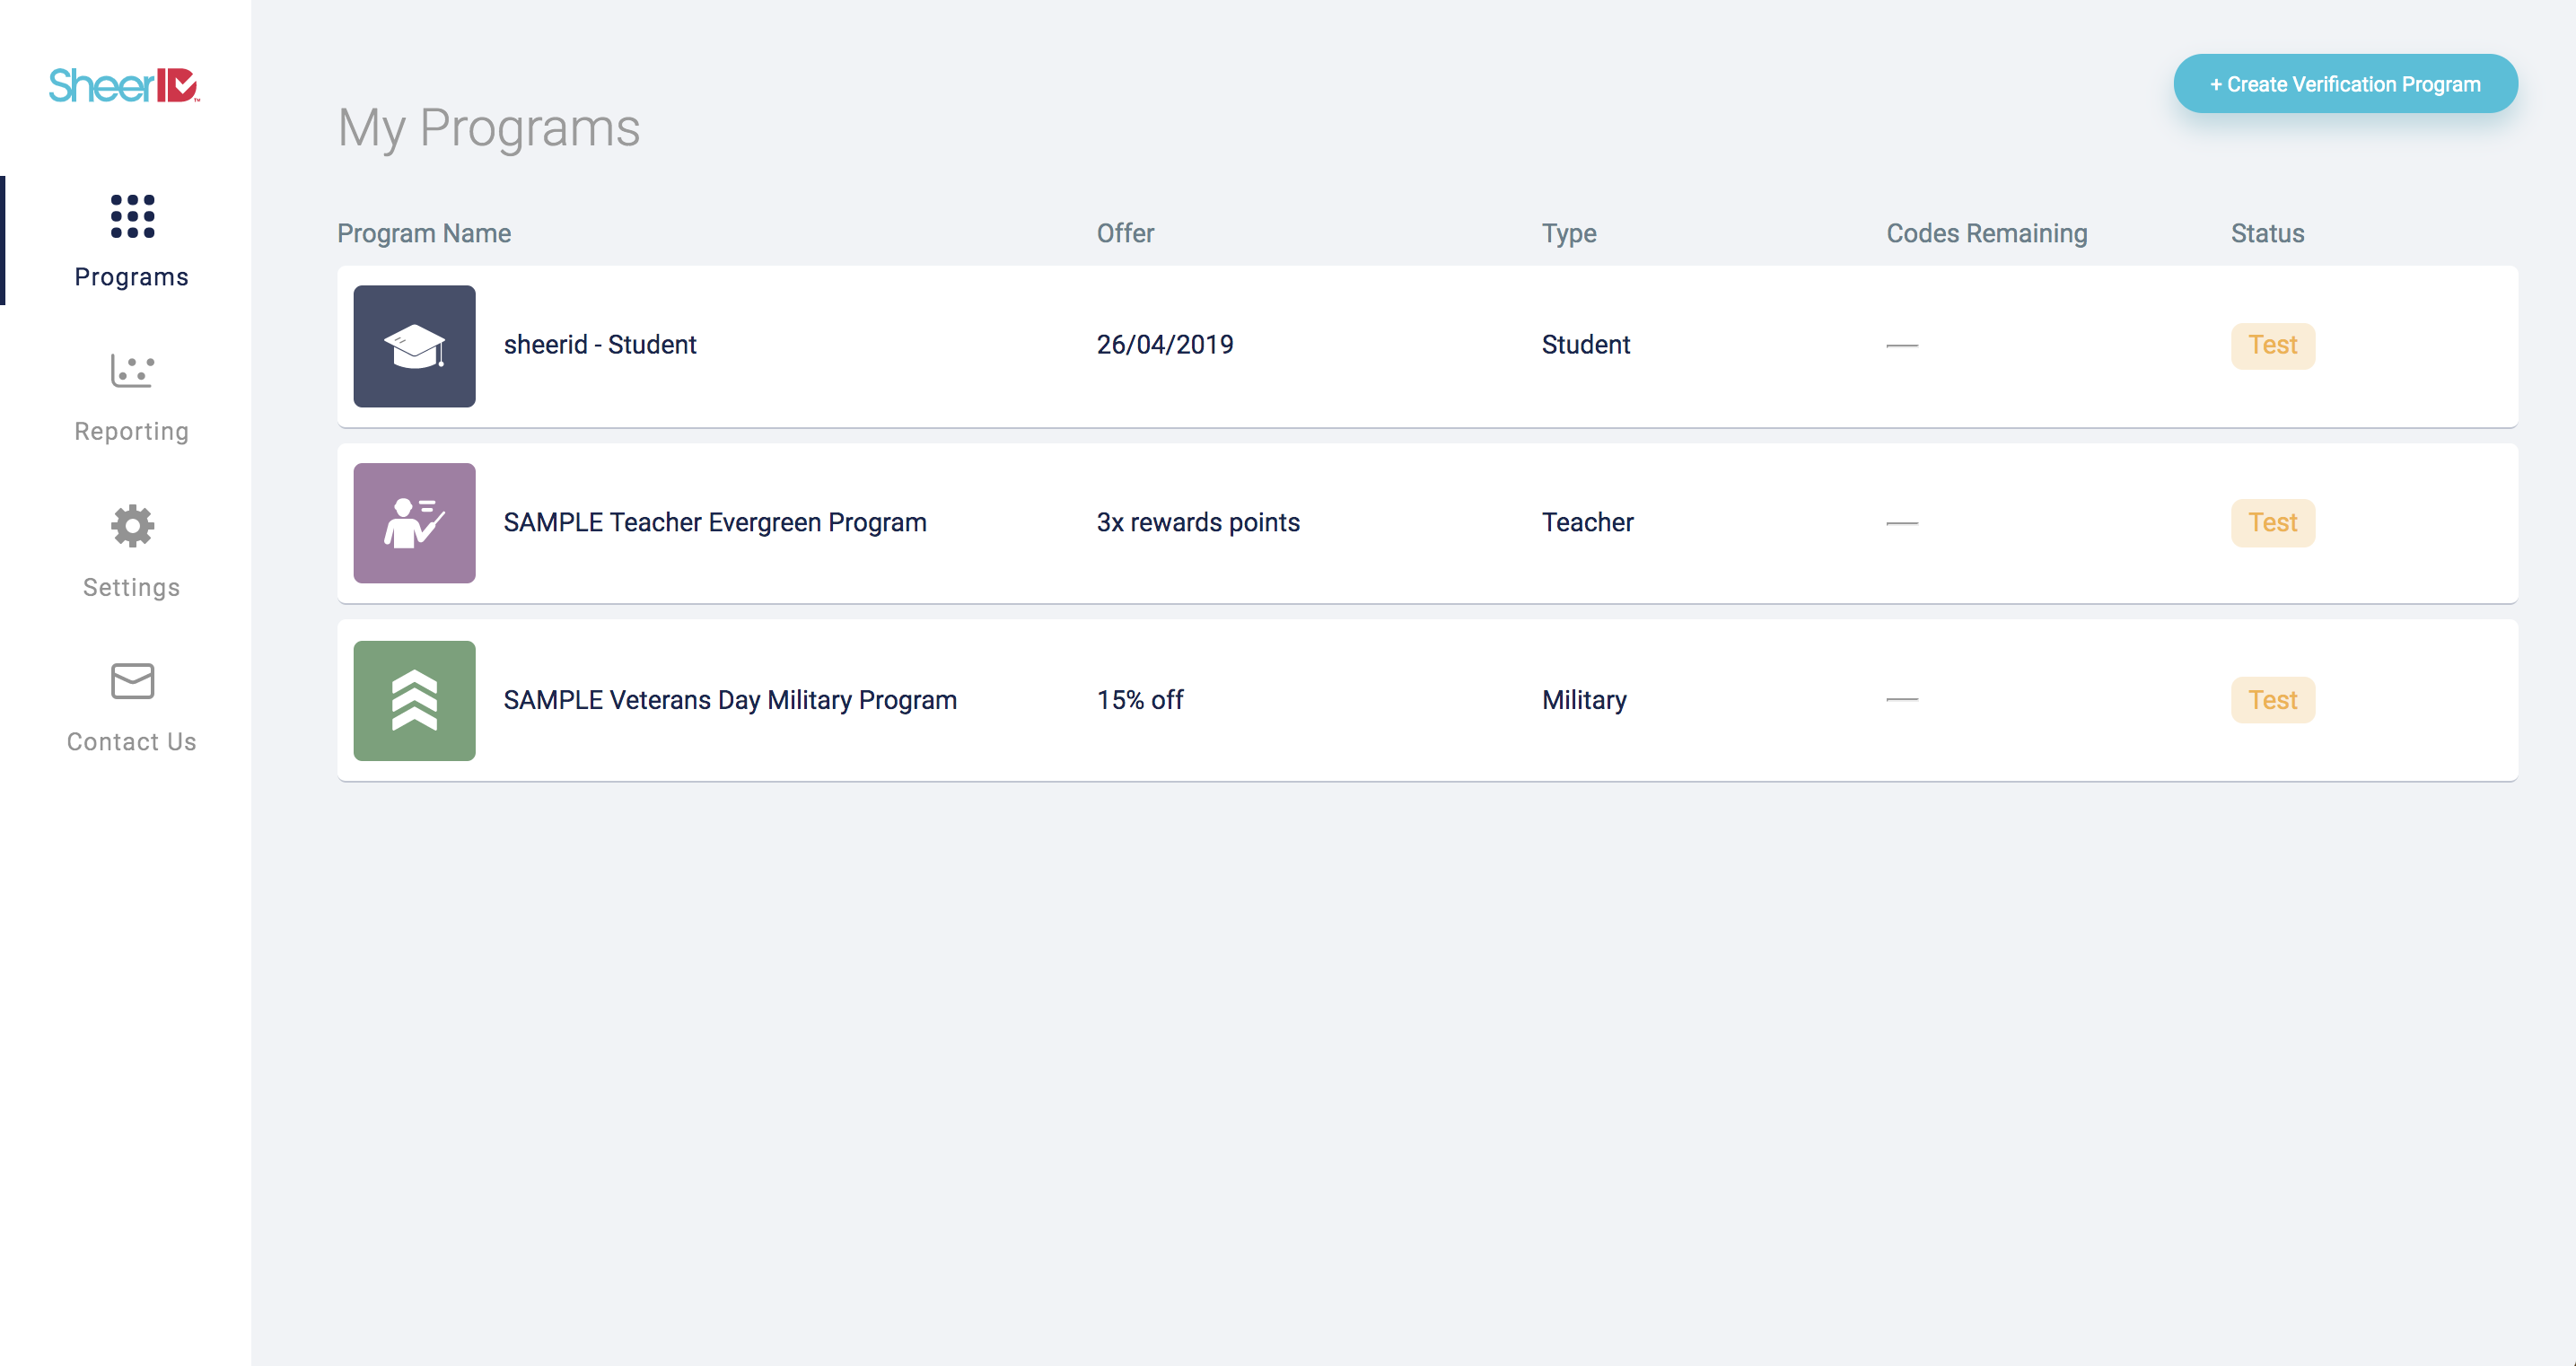 SheerID™
Programs
Reporting
Settings
Contact Us
+ Create Verification Program
My Programs
Program Name Offer Type Codes Remaining Status
sheerid - Student 26/04/2019 Student — Test
SAMPLE Teacher Evergreen Program 3x rewards points Teacher — Test
SAMPLE Veterans Day Military Program 15% off Military — Test